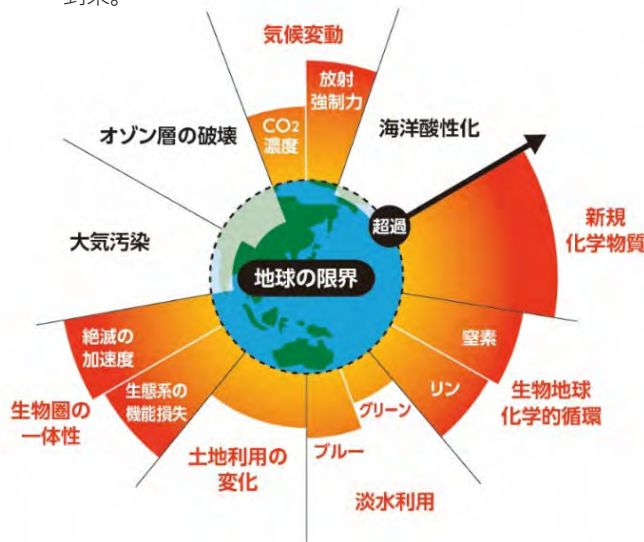 到来。
気候変動
放射
強制力
CO2
濃度
オゾン層の破壊
海洋酸性化
大気汚染
超過
新規
化学物質
地球の限界
絶滅の
加速度
生態系の
機能損失
生物圏の
一体性
窒素
リン
生物地球
化学的循環
グリーン
ブルー
土地利用の
変化
淡水利用